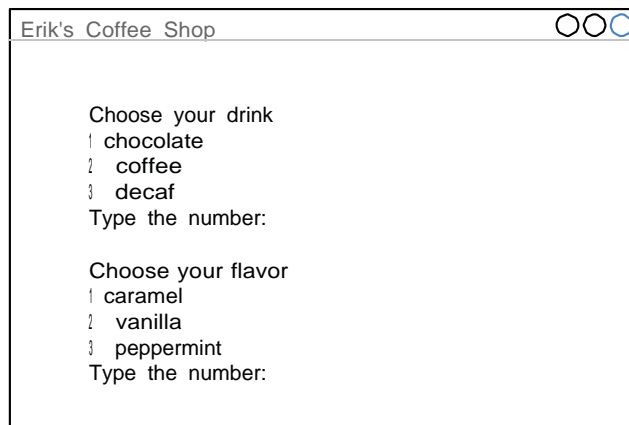 Erik's Coffee Shop
Choose your drink
1 chocolate
2 coffee
3 decaf
Type the number:
Choose your flavor
1 caramel
2 vanilla
3 peppermint
Type the number: